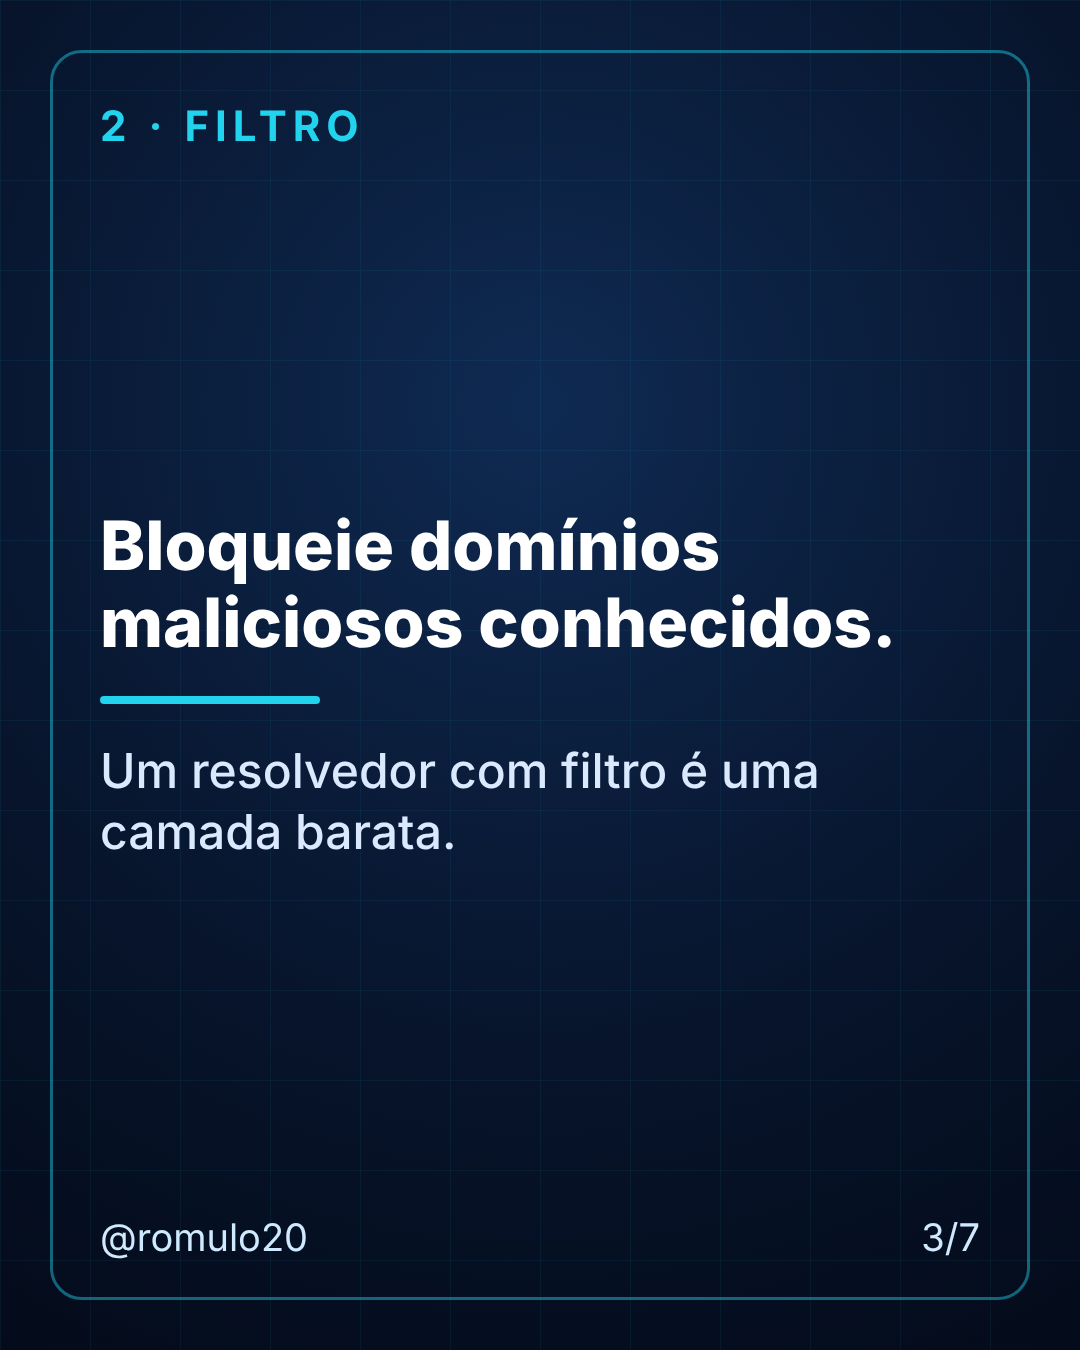 2 · FILTRO
Bloqueie domínios
maliciosos conhecidos.
Um resolvedor com filtro é uma
camada barata.
@romulo20
3/7